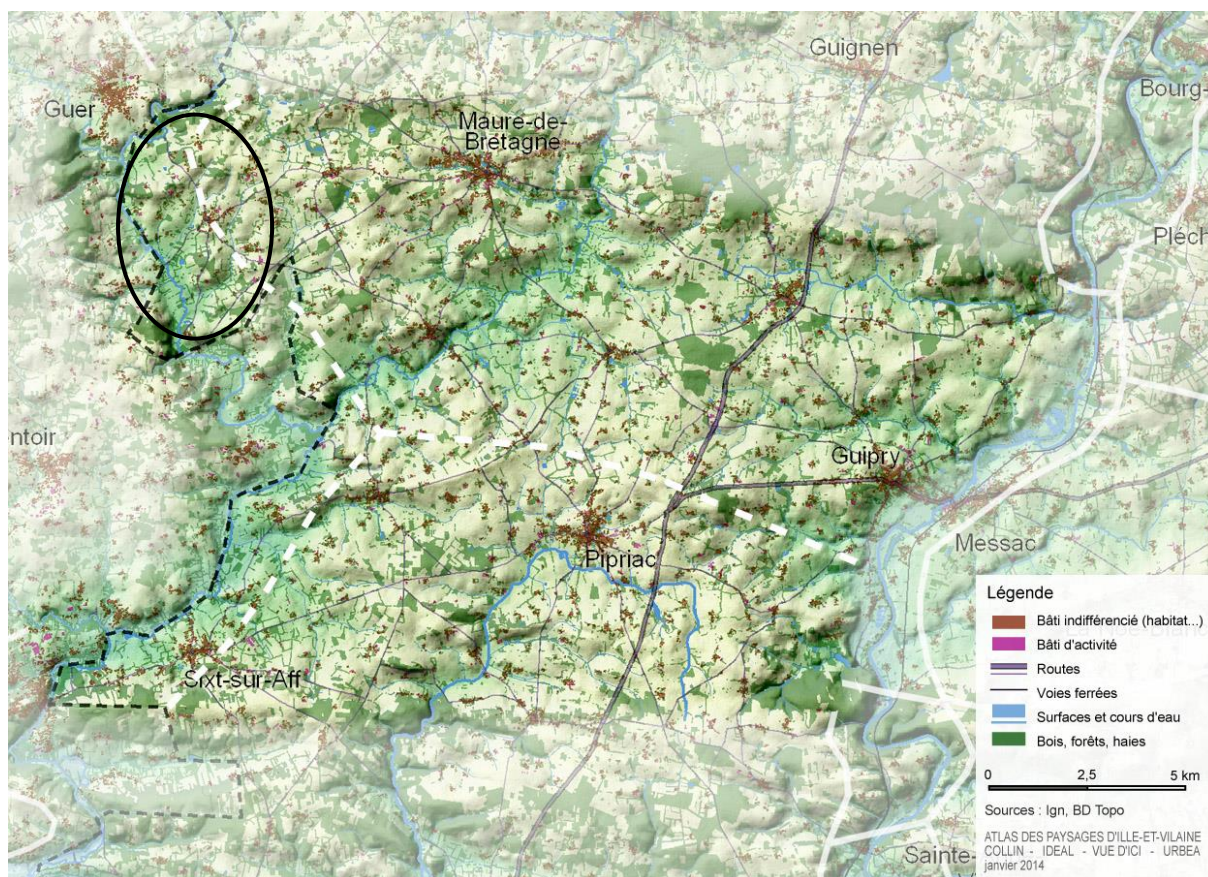 Guignen
Bourg-
Guer
Maure-de-
Bretagne
Pléch
entoir
Guipry
Messac
Pipriac
Sixt-sur-Aff
Sainte-
Légende
Bâti indifférencié (habitat...)
Bâti d'activité
Routes
Voies ferrées
Surfaces et cours d'eau
Bois, forêts, haies
0 2,5 5 km
Sources : Ign, BD Topo
ATLAS DES PAYSAGES D'ILLE-ET-VILAINE
COLLIN - IDEAL - VUE D'ICI - URBEA
janvier 2014